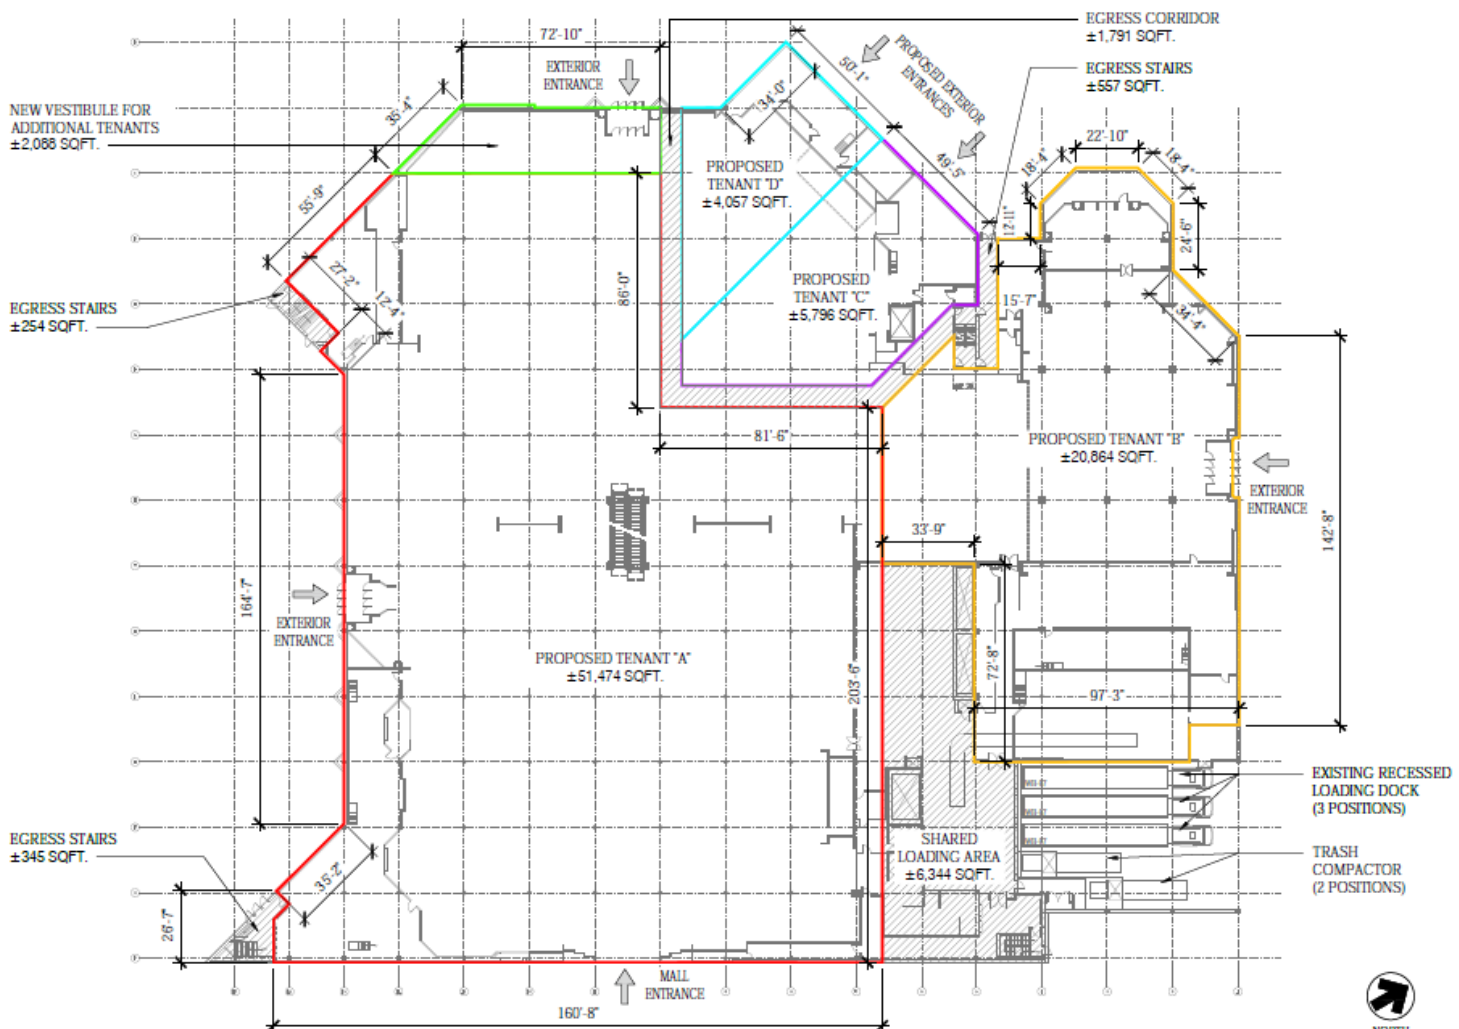 EGRESS CORRIDOR
±1,791 SQFT.
72'-10"
EXTERIOR
ENTRANCE
50'-1"
PROPOSED EXTERIOR
ENTRANCES
EGRESS STAIRS
±557 SQFT.
NEW VESTIBULE FOR
ADDITIONAL TENANTS
±2,088 SQFT.
35'-4"
34'-0"
49'-5"
22'-10"
18'-4"
18'-4"
PROPOSED
TENANT "D"
±4,057 SQFT.
55'-9"
12'-11"
24'-6"
27'-2"
12'-4"
86'-0"
PROPOSED
TENANT "C"
±5,796 SQFT.
15'-7"
34'-4"
EGRESS STAIRS
±254 SQFT.
81'-6"
PROPOSED TENANT "B"
±20,864 SQFT.
EXTERIOR
ENTRANCE
33'-9"
142'-8"
164'-7"
EXTERIOR
ENTRANCE
PROPOSED TENANT "A"
±51,474 SQFT.
203'-6"
72'-8"
97'-3"
EXISTING RECESSED
LOADING DOCK
(3 POSITIONS)
EGRESS STAIRS
±345 SQFT.
SHARED
LOADING AREA
±6,344 SQFT.
TRASH
COMPACTOR
(2 POSITIONS)
35'-2"
26'-7"
MALL
ENTRANCE
160'-8"